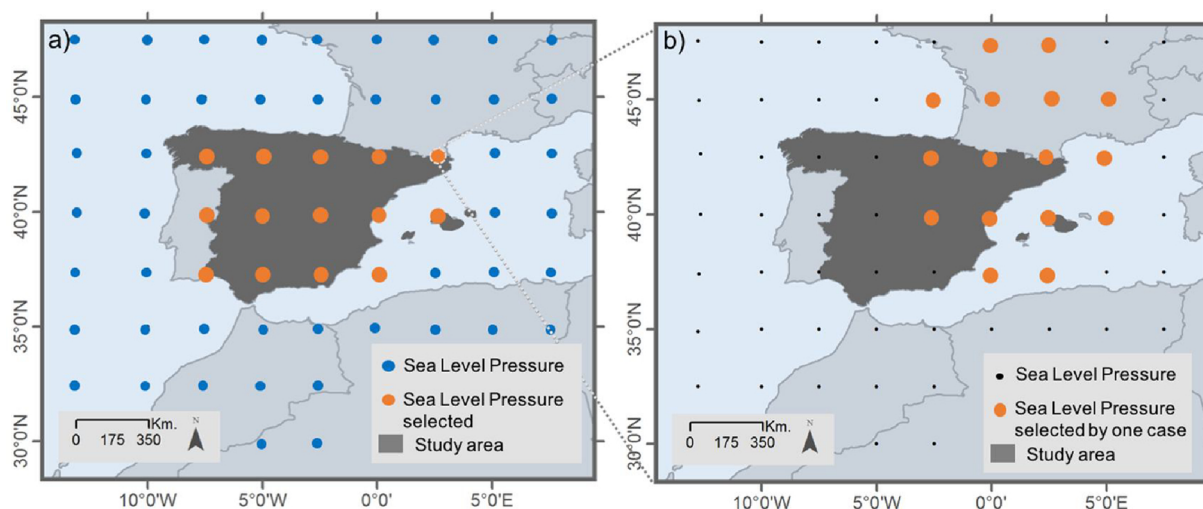 a)
45°0'N
40°0'N
35°0'N
30°0'N
Sea Level Pressure
Sea Level Pressure
selected
Study area
Km.
0 175 350
N
10°0'W 5°0'W 0°0' 5°0'E
b)
45°0'N
40°0'N
35°0'N
30°0'N
Sea Level Pressure
Sea Level Pressure
selected by one case
Study area
Km.
0 175 350
N
10°0'W 5°0'W 0°0' 5°0'E